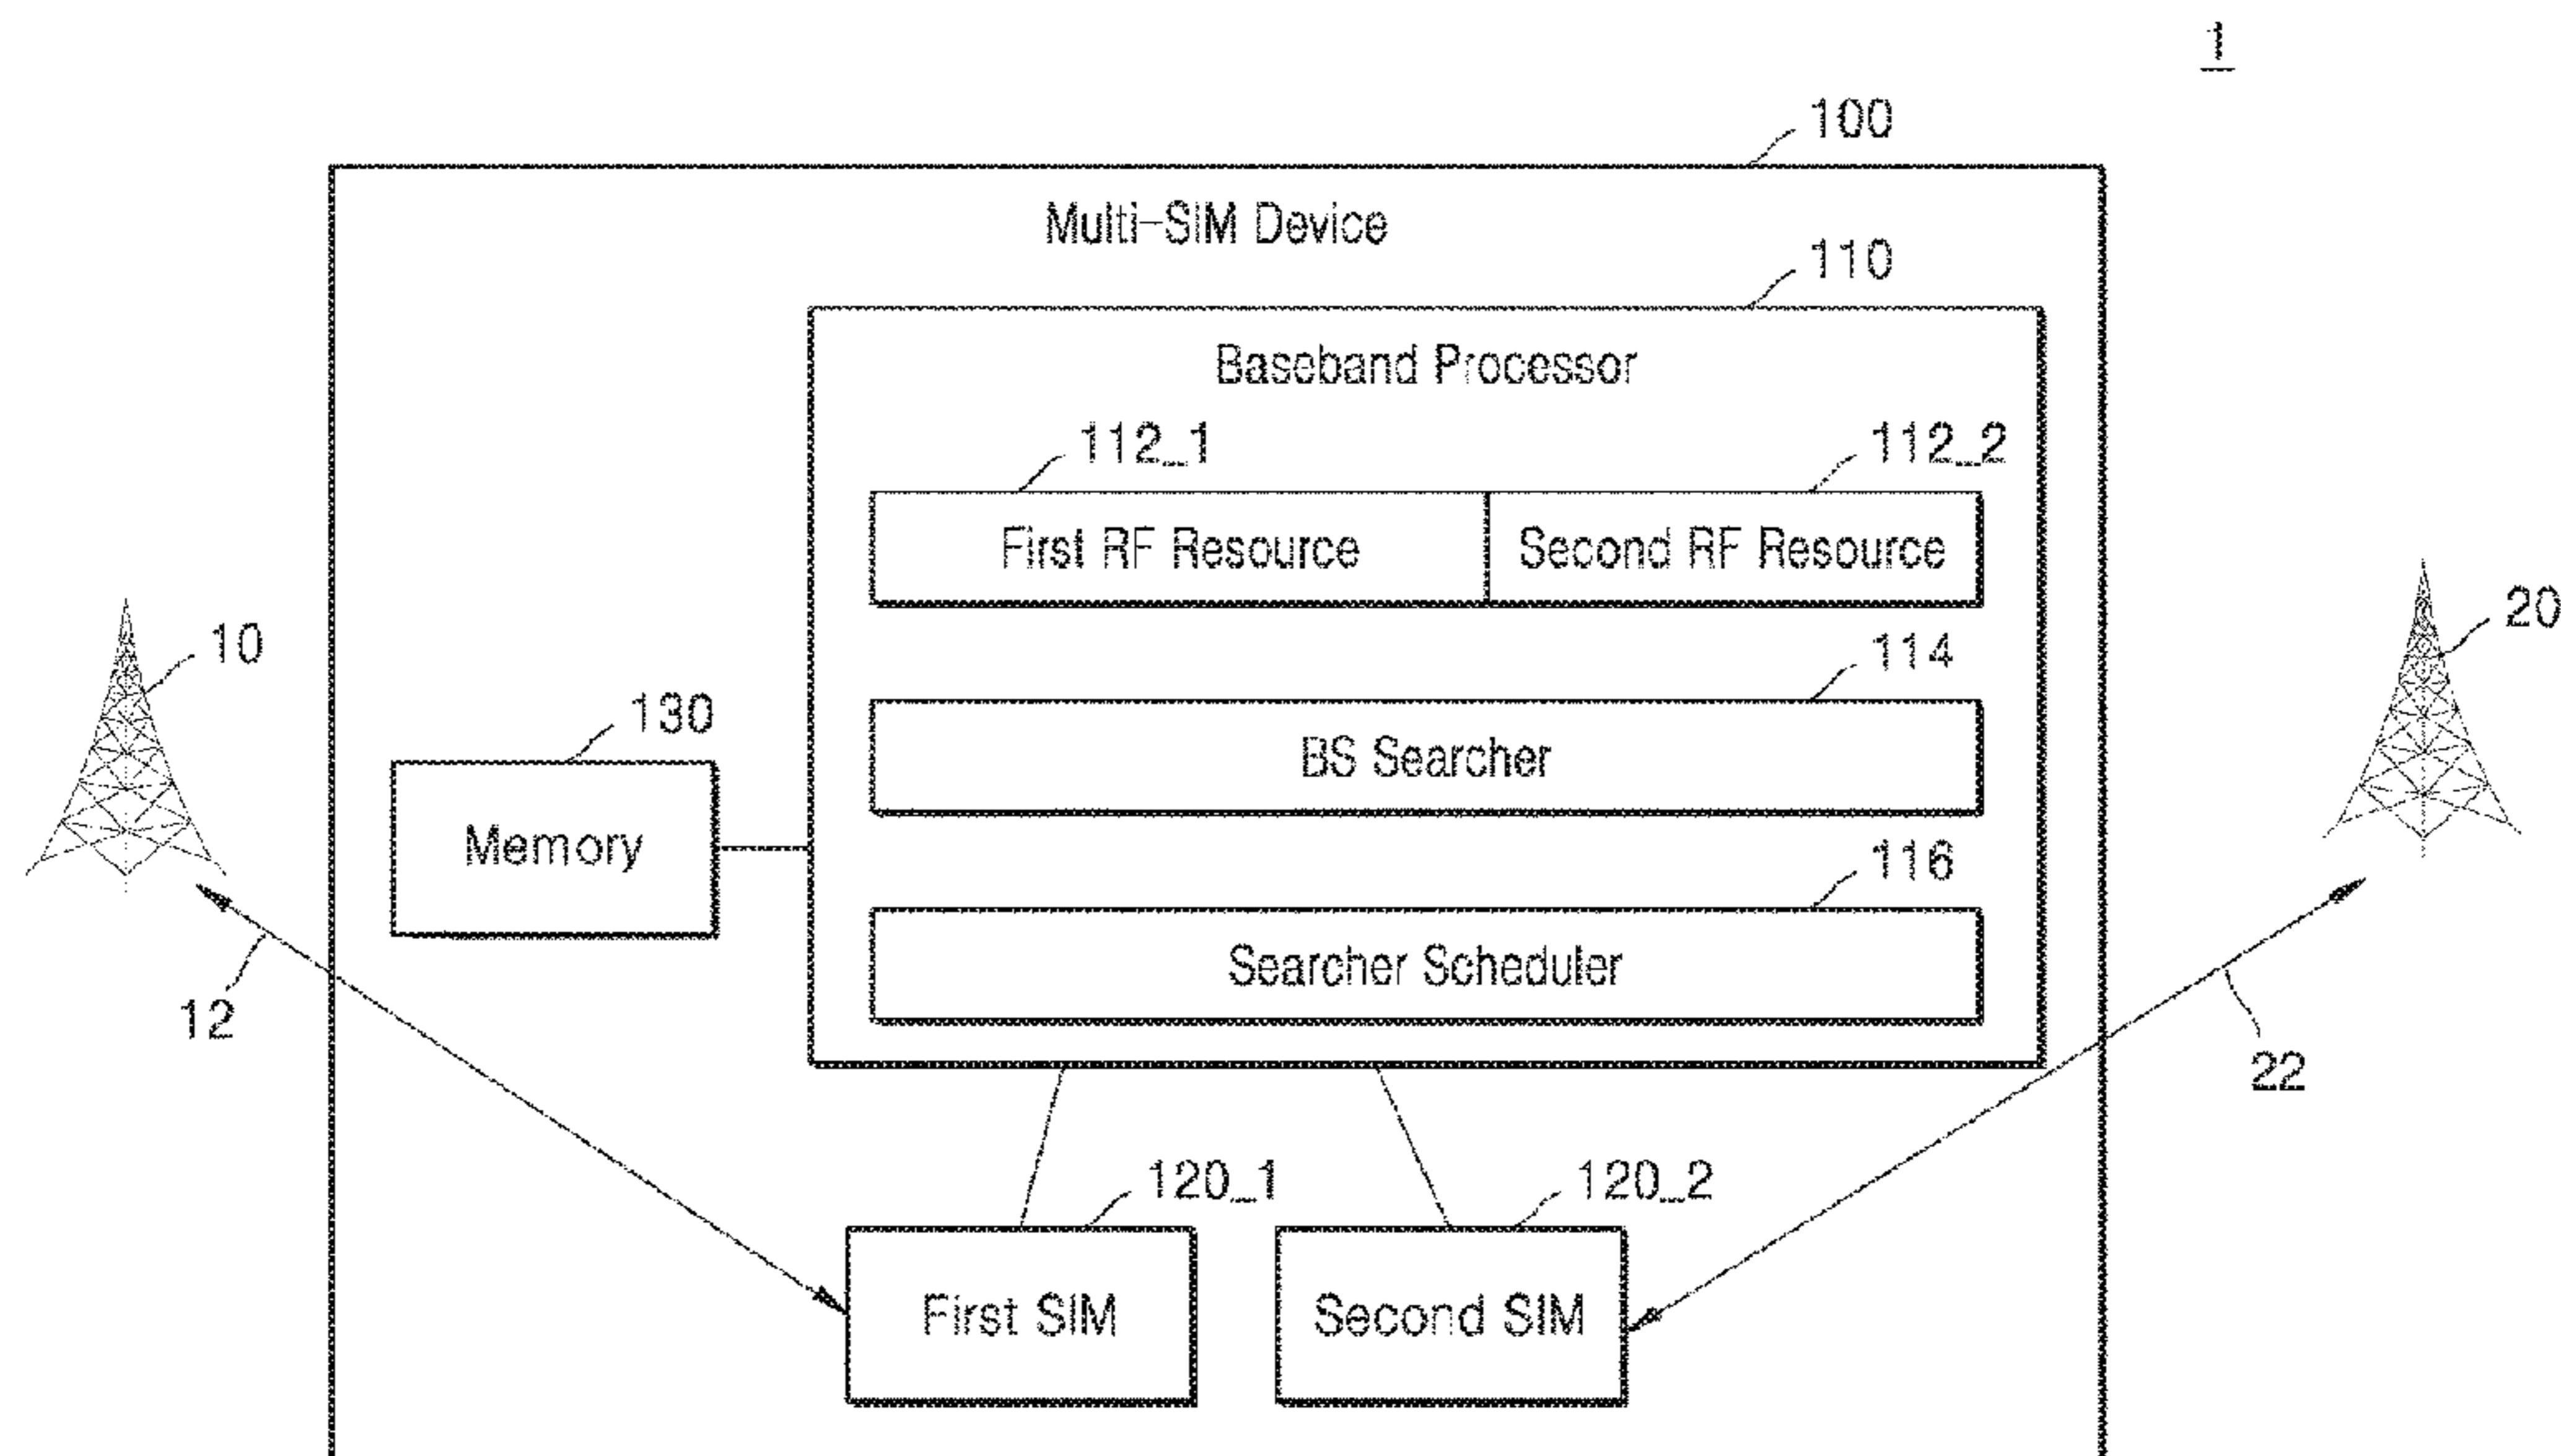 1
100
Multi-SIM Device
110
Baseband Processor
112_1
112_2
First RF Resource
Second RF Resource
10
20
114
130
BS Searcher
Memory
116
Searcher Scheduler
12
22
120_1
120_2
First SIM
Second SIM